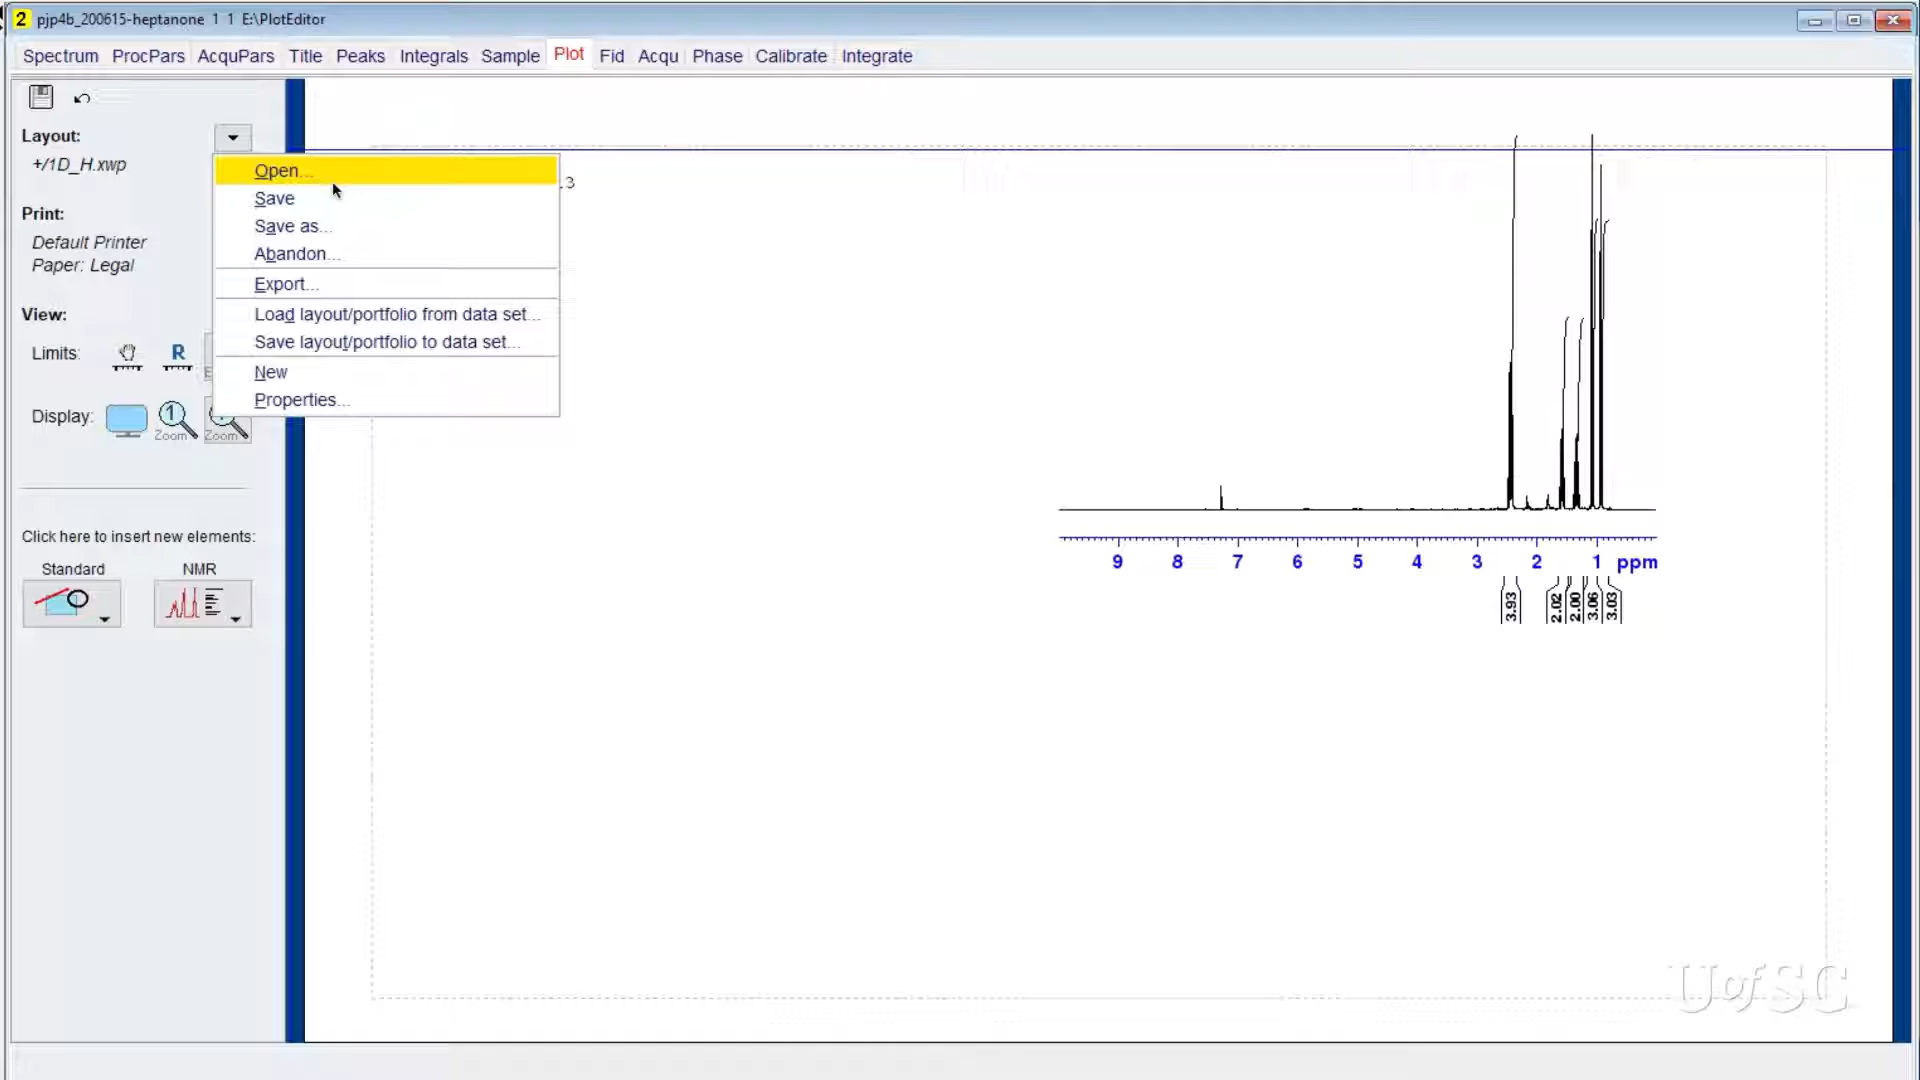 2 pjp4b_200615-heptanone 1 1 E:\PlotEditor
Spectrum ProcPars AcquPars Title Peaks Integrals Sample Plot Fid Acqu Phase Calibrate Integrate
Layout:
+/1D_H.xwp
Open...
Save
Save as...
Abandon...
Export...
Load layout/portfolio from data set...
Save layout/portfolio to data set...
New
Properties...
.3
Print:
Default Printer
Paper: Legal
View:
Limits: R E
Display: 1 Zoom Zoom
Click here to insert new elements:
Standard NMR
9 8 7 6 5 4 3 2 1 ppm
3.93 2.02 2.00 3.06 3.03
UofSC